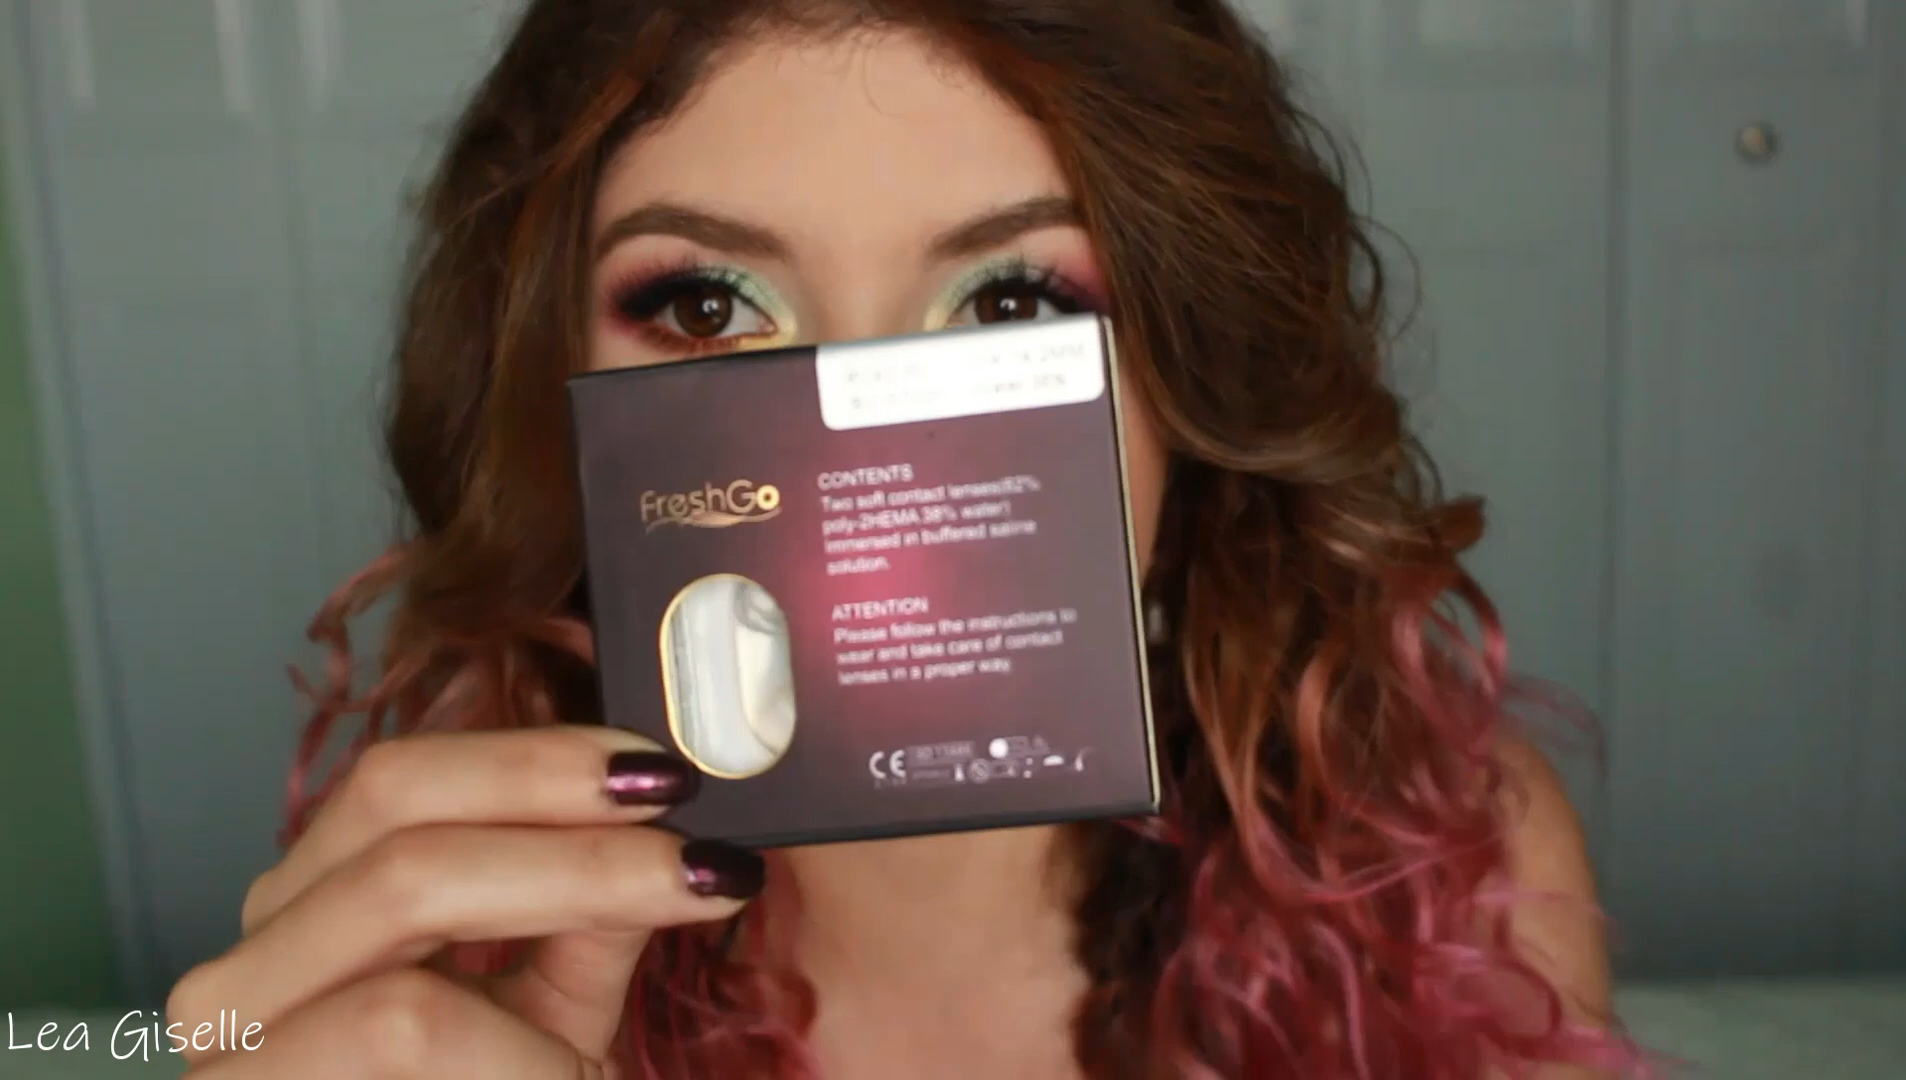 FreshGo
CONTENTS
Two soft contact lenses(62%
poly-2HEMA 38% water)
immersed in buffered saline
solution.
ATTENTION
Please follow the instructions to
wear and take care of contact
lenses in a proper way.
CE
Lea Giselle